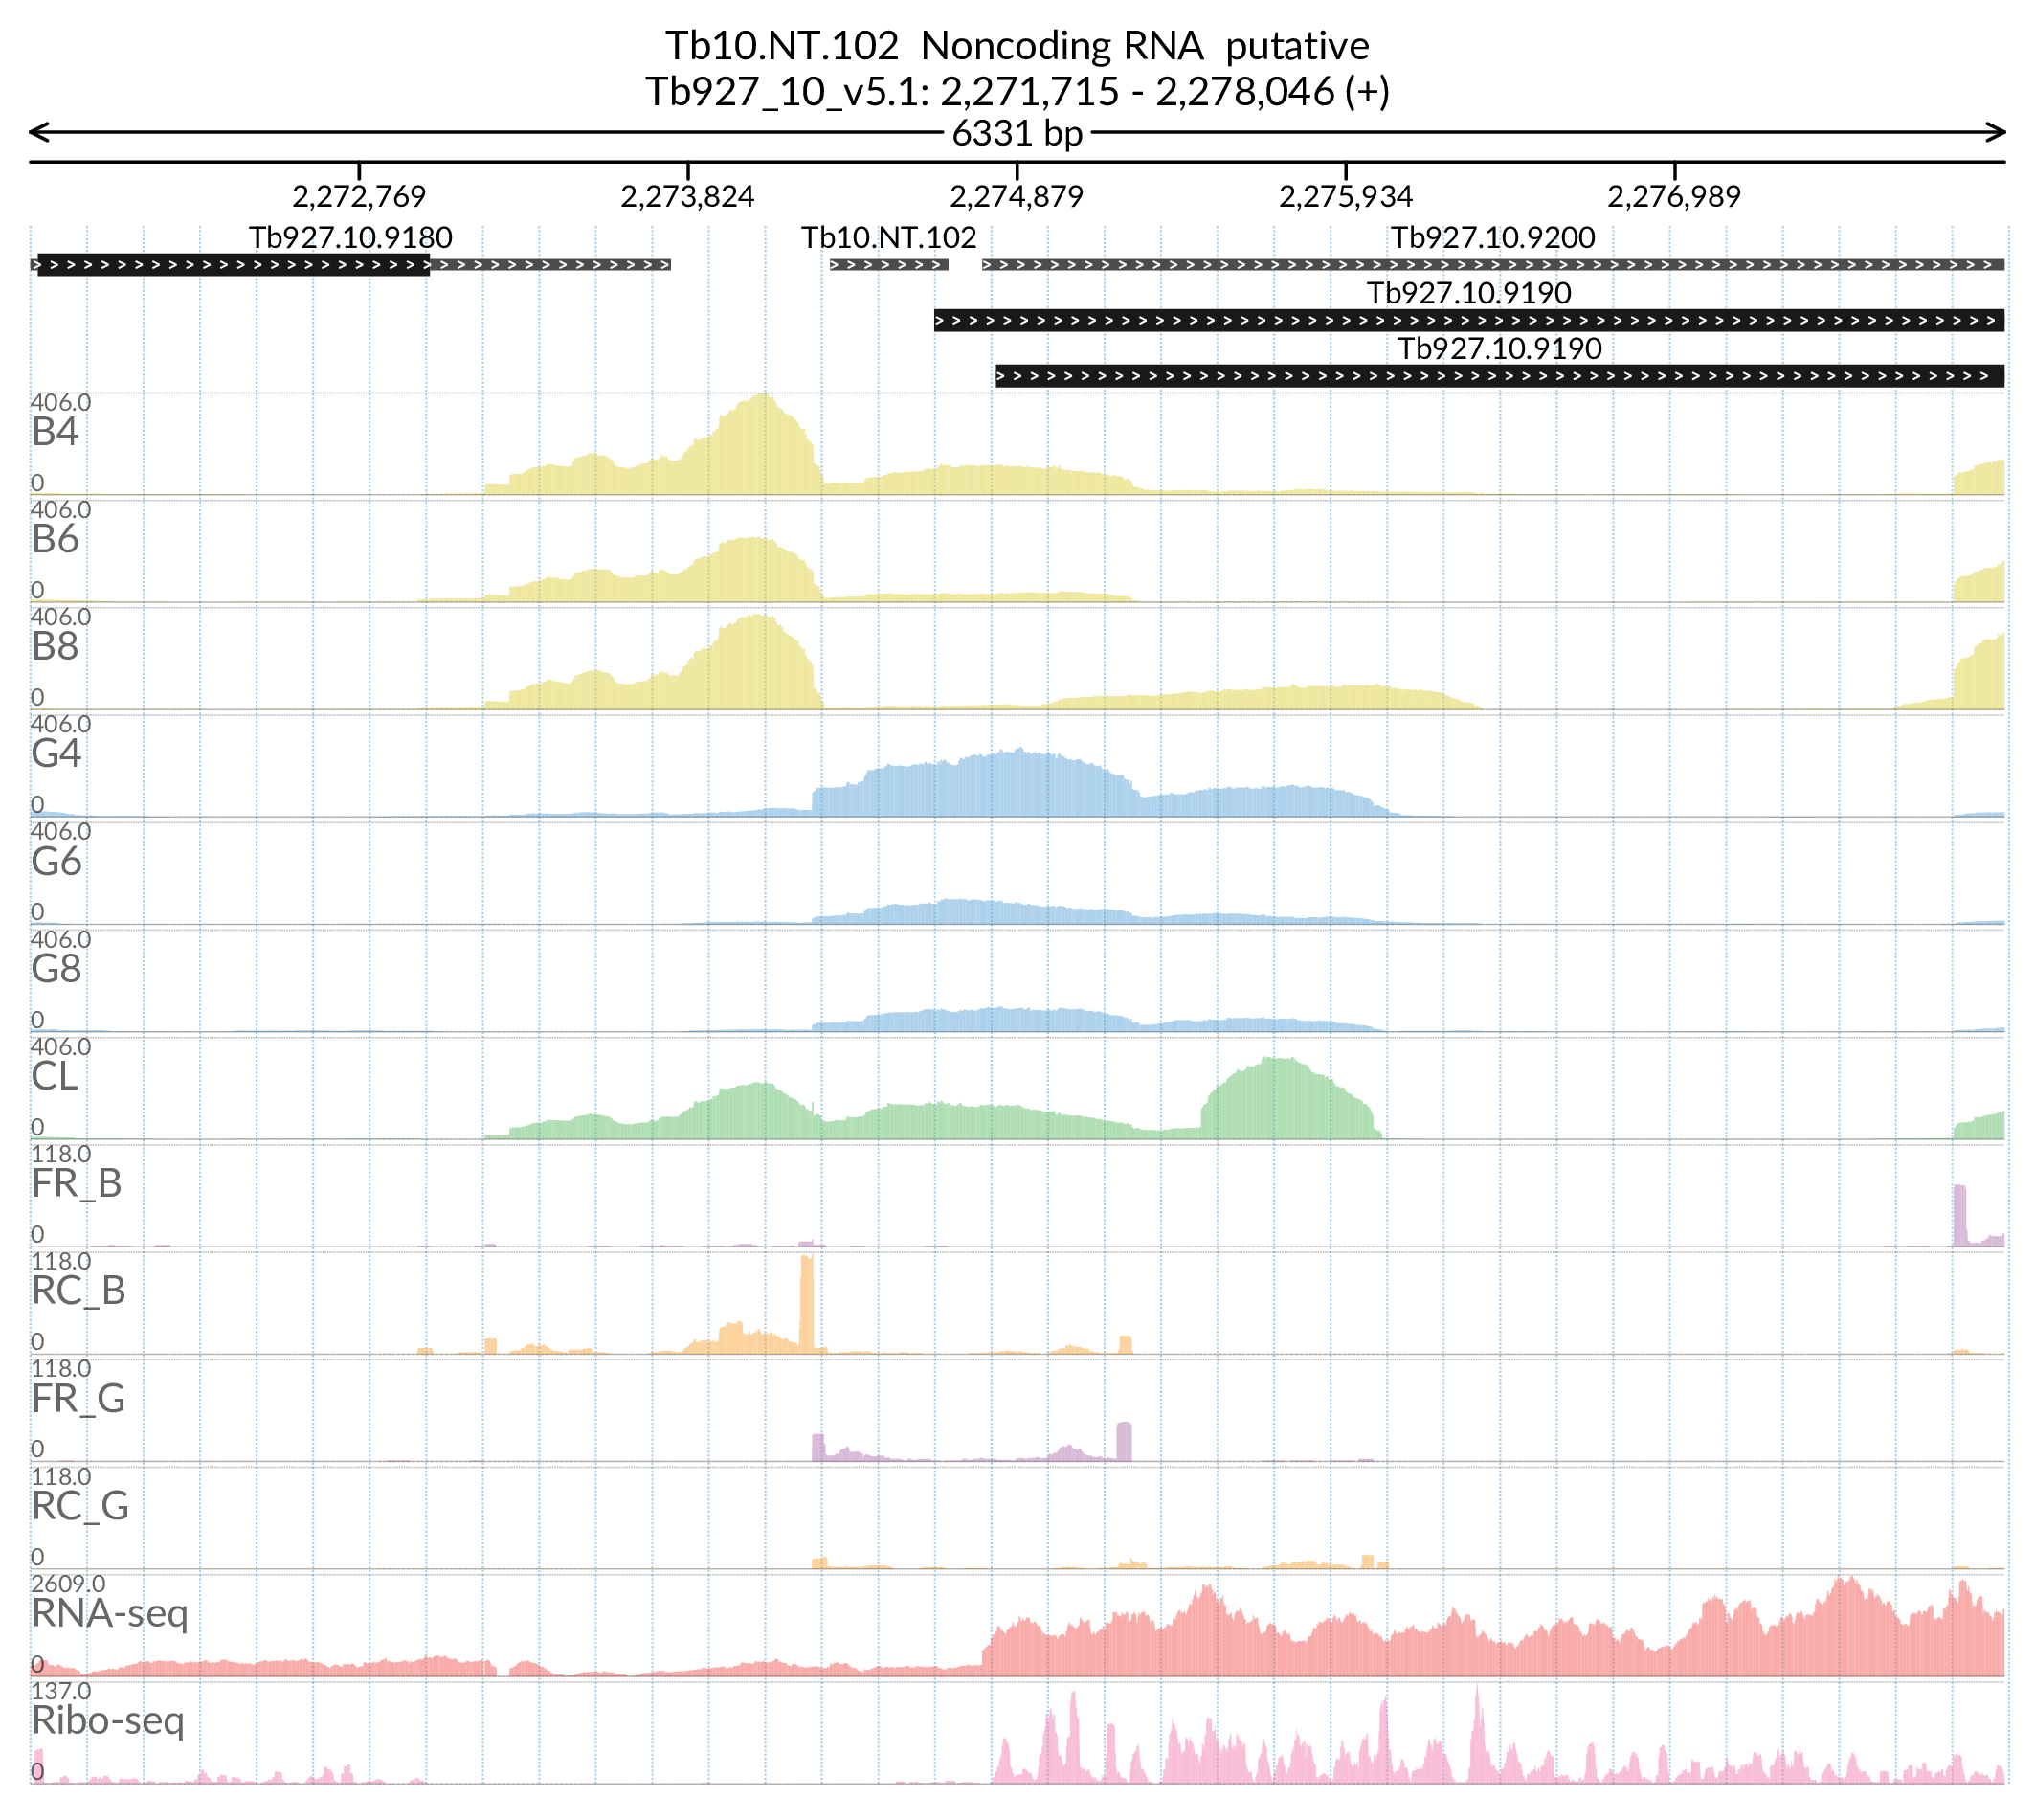 Tb10.NT.102 Noncoding RNA putative
Tb927_10_v5.1: 2,271,715 - 2,278,046 (+)
6331 bp
2,272,769 2,273,824 2,274,879 2,275,934 2,276,989
Tb927.10.9180 Tb10.NT.102 Tb927.10.9200
Tb927.10.9190
Tb927.10.9190
406.0
B4
0
406.0
B6
0
406.0
B8
0
406.0
G4
0
406.0
G6
0
406.0
G8
0
406.0
CL
0
118.0
FR_B
0
118.0
RC_B
0
118.0
FR_G
0
118.0
RC_G
0
2609.0
RNA-seq
0
137.0
Ribo-seq
0